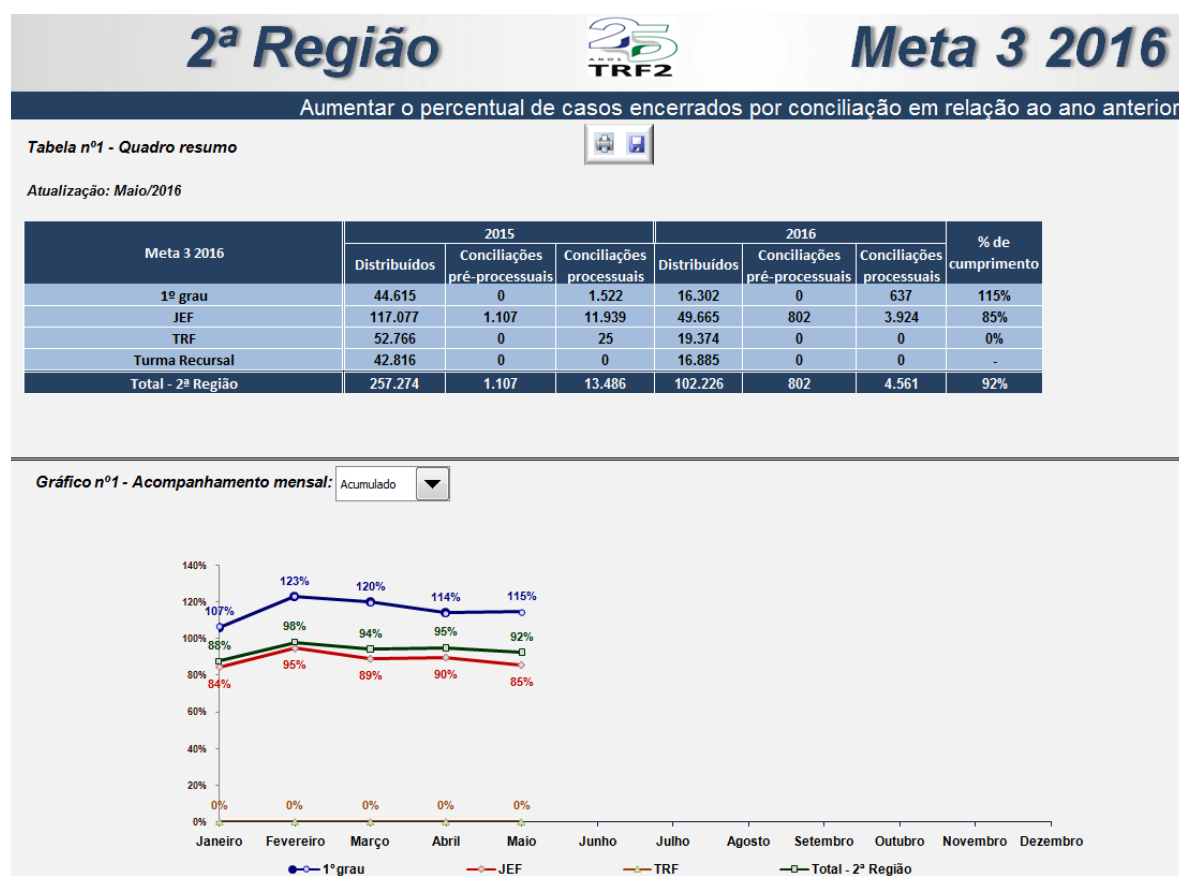 2ª Região
25
ANOS
TRF2
Meta 3 2016
Aumentar o percentual de casos encerrados por conciliação em relação ao ano anterior
Tabela nº1 - Quadro resumo
Atualização: Maio/2016
Meta 3 2016 2015 2016 % de cumprimento
Distribuídos Conciliações pré-processuais Conciliações processuais Distribuídos Conciliações pré-processuais Conciliações processuais
1º grau 44.615 0 1.522 16.302 0 637 115%
JEF 117.077 1.107 11.939 49.665 802 3.924 85%
TRF 52.766 0 25 19.374 0 0 0%
Turma Recursal 42.816 0 0 16.885 0 0 -
Total - 2ª Região 257.274 1.107 13.486 102.226 802 4.561 92%
Gráfico nº1 - Acompanhamento mensal: Acumulado
140%
120%
100%
80%
60%
40%
20%
0%
107% 123% 120% 114% 115%
88% 98% 94% 95% 92%
84% 95% 89% 90% 85%
0% 0% 0% 0% 0%
Janeiro Fevereiro Março Abril Maio Junho Julho Agosto Setembro Outubro Novembro Dezembro
1ºgrau JEF TRF Total - 2ª Região